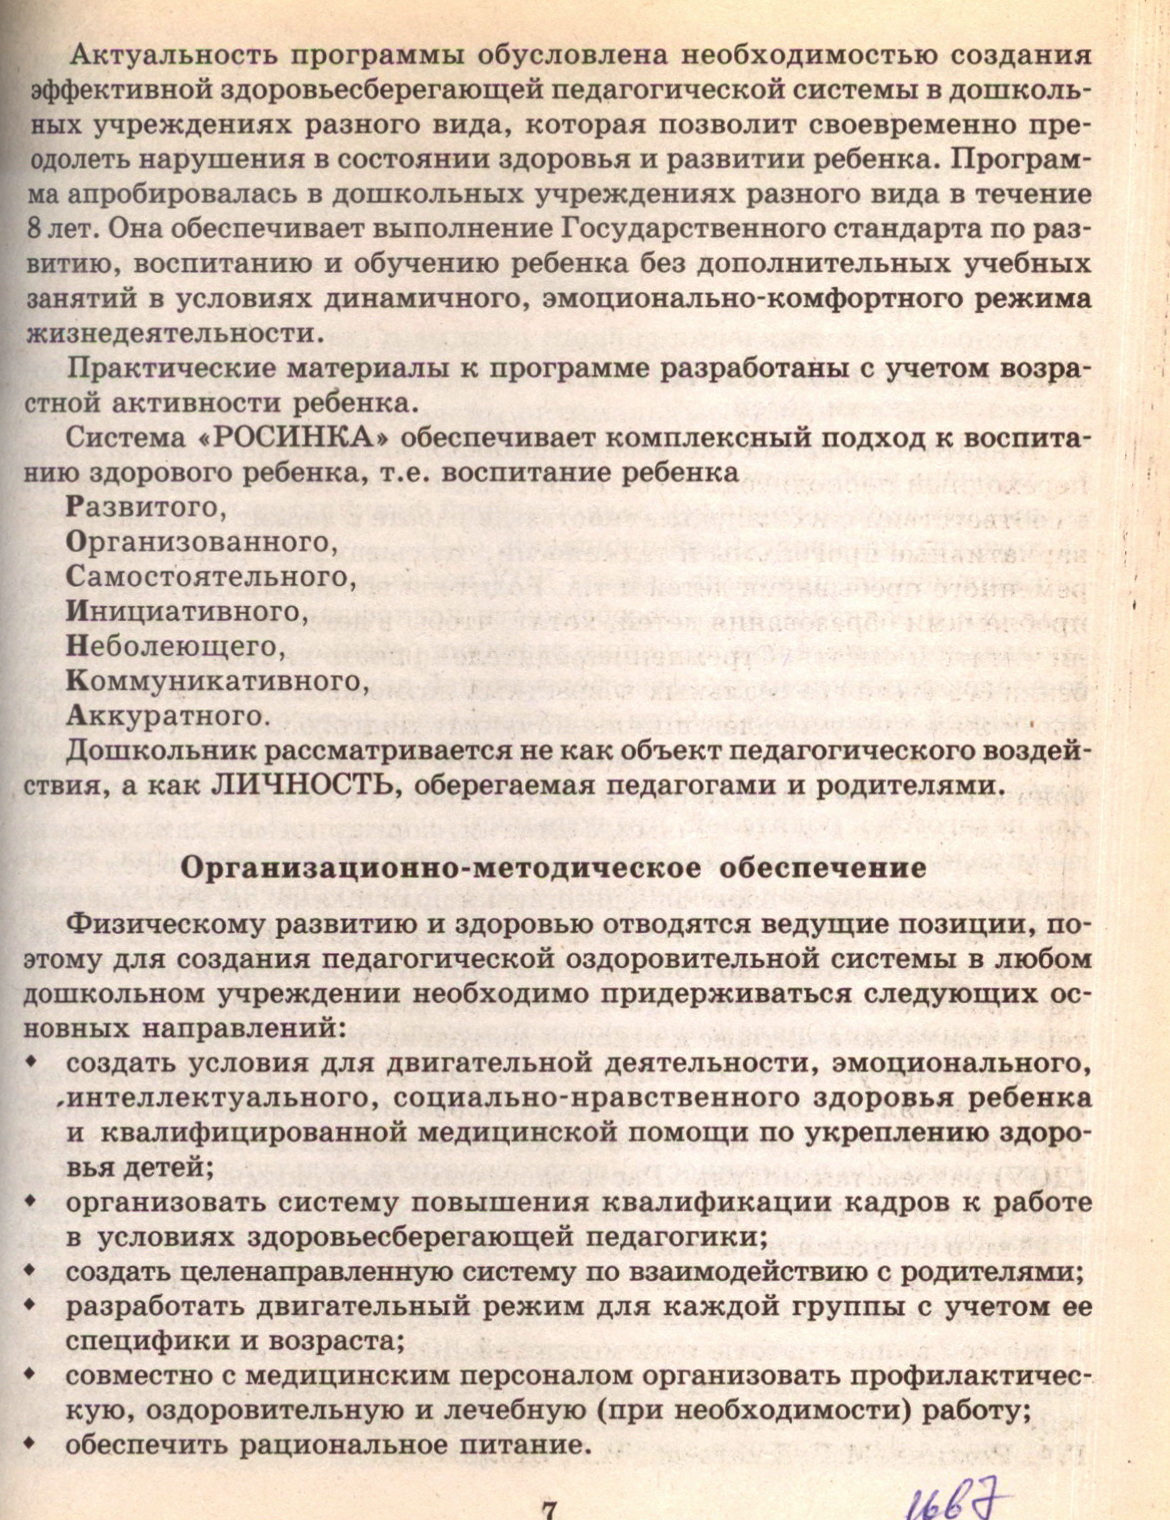 Актуальность программы обусловлена необходимостью создания
эффективной здоровьесберегающей педагогической системы в дошколь-
ных учреждениях разного вида, которая позволит своевременно пре-
одолеть нарушения в состоянии здоровья и развитии ребенка. Програм-
ма апробировалась в дошкольных учреждениях разного вида в течение
8 лет. Она обеспечивает выполнение Государственного стандарта по раз-
витию, воспитанию и обучению ребенка без дополнительных учебных
занятий в условиях динамичного, эмоционально-комфортного режима
жизнедеятельности.
Практические материалы к программе разработаны с учетом возра-
стной активности ребенка.
Система «РОСИНКА» обеспечивает комплексный подход к воспита-
нию здорового ребенка, т.е. воспитание ребенка
Развитого,
Организованного,
Самостоятельного,
Инициативного,
Неболеющего,
Коммуникативного,
Аккуратного.
Дошкольник рассматривается не как объект педагогического воздей-
ствия, а как ЛИЧНОСТЬ, оберегаемая педагогами и родителями.
Организационно-методическое обеспечение
Физическому развитию и здоровью отводятся ведущие позиции, по-
этому для создания педагогической оздоровительной системы в любом
дошкольном учреждении необходимо придерживаться следующих ос-
новных направлений:
♦ создать условия для двигательной деятельности, эмоционального,
интеллектуального, социально-нравственного здоровья ребенка
и квалифицированной медицинской помощи по укреплению здоро-
вья детей;
♦ организовать систему повышения квалификации кадров к работе
в условиях здоровьесберегающей педагогики;
♦ создать целенаправленную систему по взаимодействию с родителями;
♦ разработать двигательный режим для каждой группы с учетом ее
специфики и возраста;
♦ совместно с медицинским персоналом организовать профилактичес-
кую, оздоровительную и лечебную (при необходимости) работу;
♦ обеспечить рациональное питание.
7